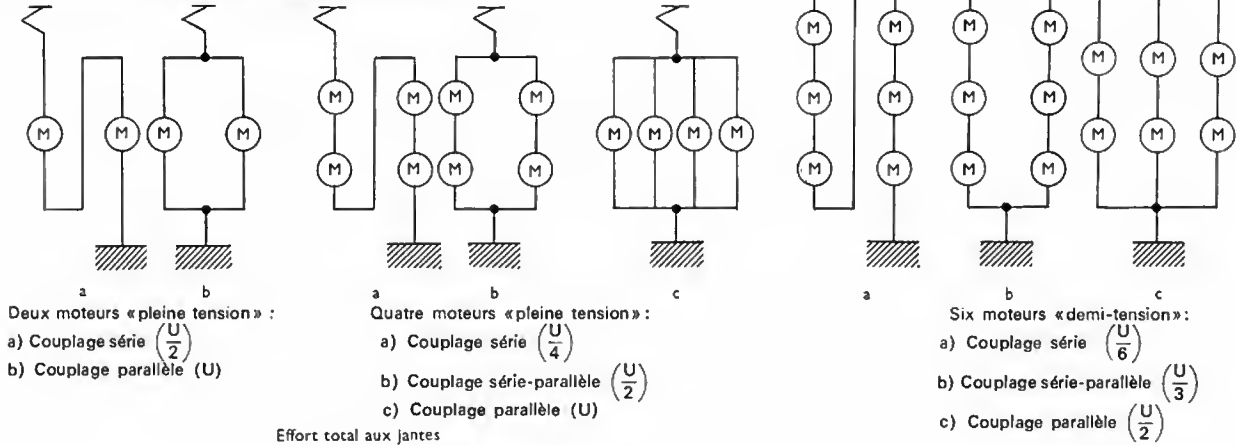 M M M M
M M M M
M M M M
M M M M
M M M M
M M M M
M M M M
M M M M
M M
a b
a b c
a b c
Deux moteurs «pleine tension» :
a) Couplage série (U/2)
b) Couplage parallèle (U)
Quatre moteurs «pleine tension» :
a) Couplage série (U/4)
b) Couplage série-parallèle (U/2)
c) Couplage parallèle (U)
Six moteurs «demi-tension» :
a) Couplage série (U/6)
b) Couplage série-parallèle (U/3)
c) Couplage parallèle (U/2)
Effort total aux jantes